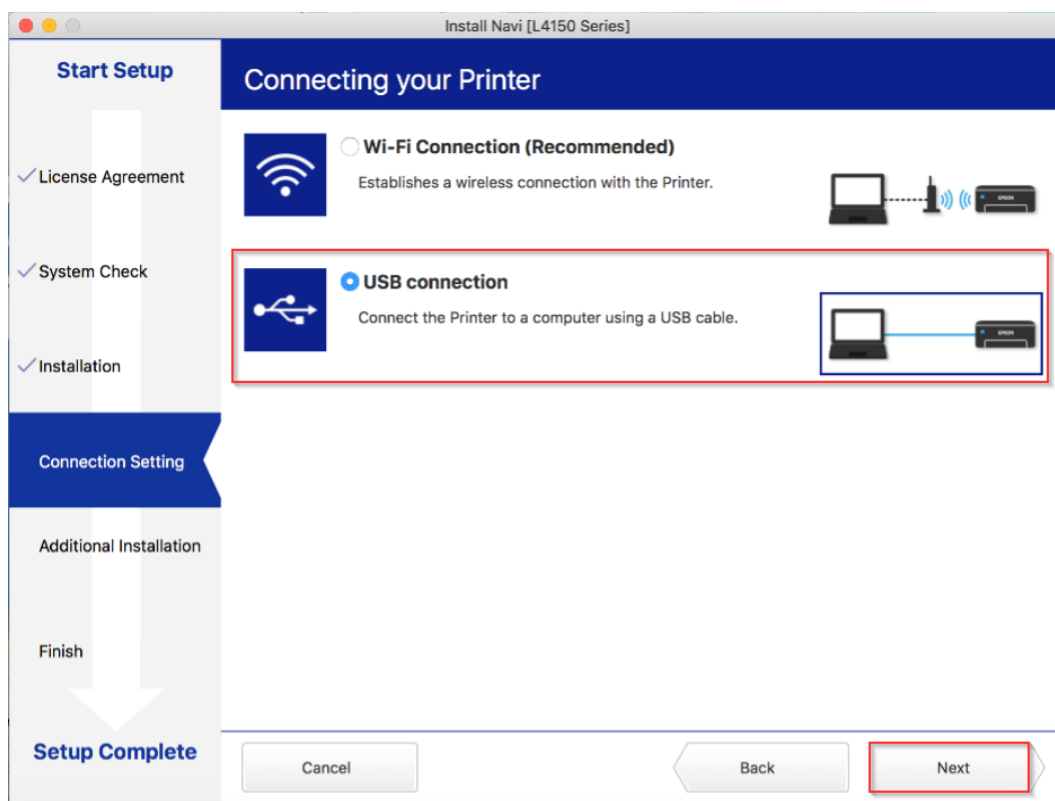 Install Navi [L4150 Series]
Start Setup
License Agreement
System Check
Installation
Connection Setting
Additional Installation
Finish
Setup Complete
Connecting your Printer
Wi-Fi Connection (Recommended)
Establishes a wireless connection with the Printer.
EPSON
USB connection
Connect the Printer to a computer using a USB cable.
EPSON
Cancel
Back
Next